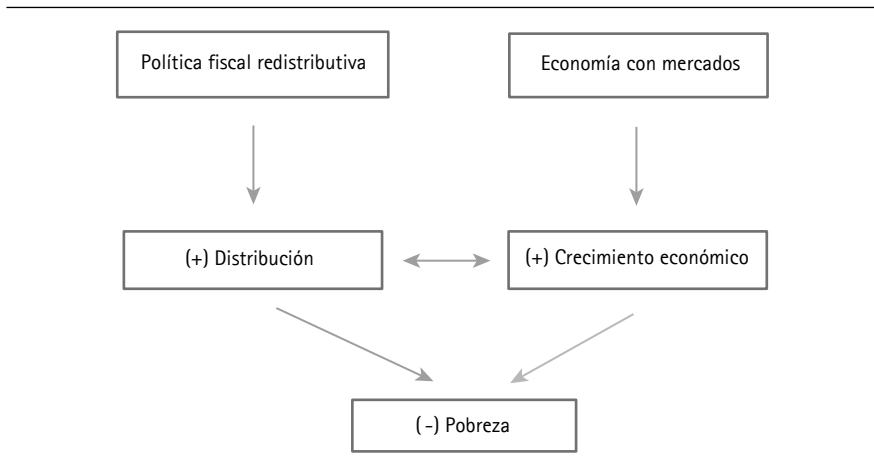 Política fiscal redistributiva
Economía con mercados
(+) Distribución
(+) Crecimiento económico
(-) Pobreza